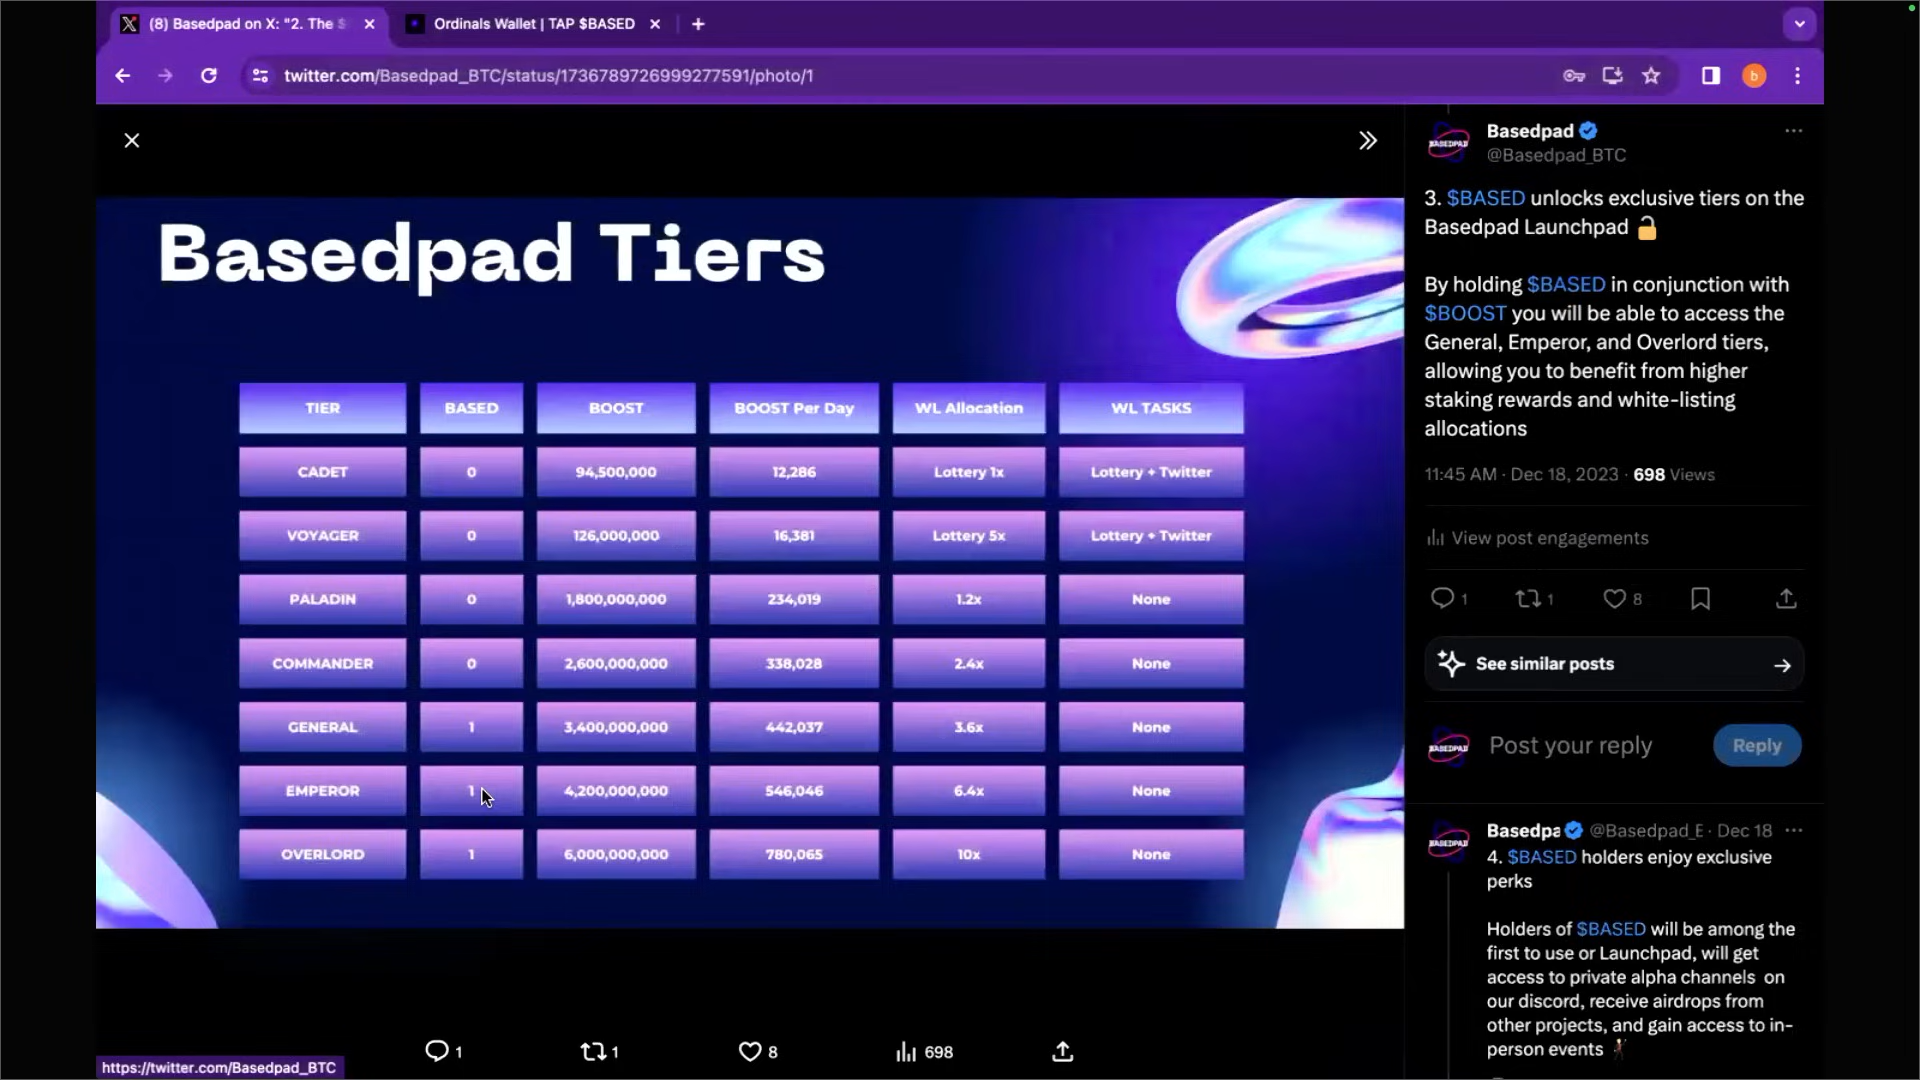 (8) Basedpad on X: "2. The $
Ordinals Wallet | TAP $BASED
twitter.com/Basedpad_BTC/status/1736789726999277591/photo/1
b
Basedpad Tiers
TIER BASED BOOST BOOST Per Day WL Allocation WL TASKS
CADET 0 94,500,000 12,286 Lottery 1x Lottery + Twitter
VOYAGER 0 126,000,000 16,381 Lottery 5x Lottery + Twitter
PALADIN 0 1,800,000,000 234,019 1.2x None
COMMANDER 0 2,600,000,000 338,028 2.4x None
GENERAL 1 3,400,000,000 442,037 3.6x None
EMPEROR 1 4,200,000,000 546,046 6.4x None
OVERLORD 1 6,000,000,000 780,065 10x None
1 1 8 698
https://twitter.com/Basedpad_BTC
BASEDPAD
Basedpad
@Basedpad_BTC
3. $BASED unlocks exclusive tiers on the
Basedpad Launchpad
By holding $BASED in conjunction with
$BOOST you will be able to access the
General, Emperor, and Overlord tiers,
allowing you to benefit from higher
staking rewards and white-listing
allocations
11:45 AM · Dec 18, 2023 · 698 Views
View post engagements
1 1 8
See similar posts
BASEDPAD
Post your reply
Reply
BASEDPAD
Basedpa @Basedpad_E · Dec 18
4. $BASED holders enjoy exclusive
perks
Holders of $BASED will be among the
first to use or Launchpad, will get
access to private alpha channels on
our discord, receive airdrops from
other projects, and gain access to in-
person events